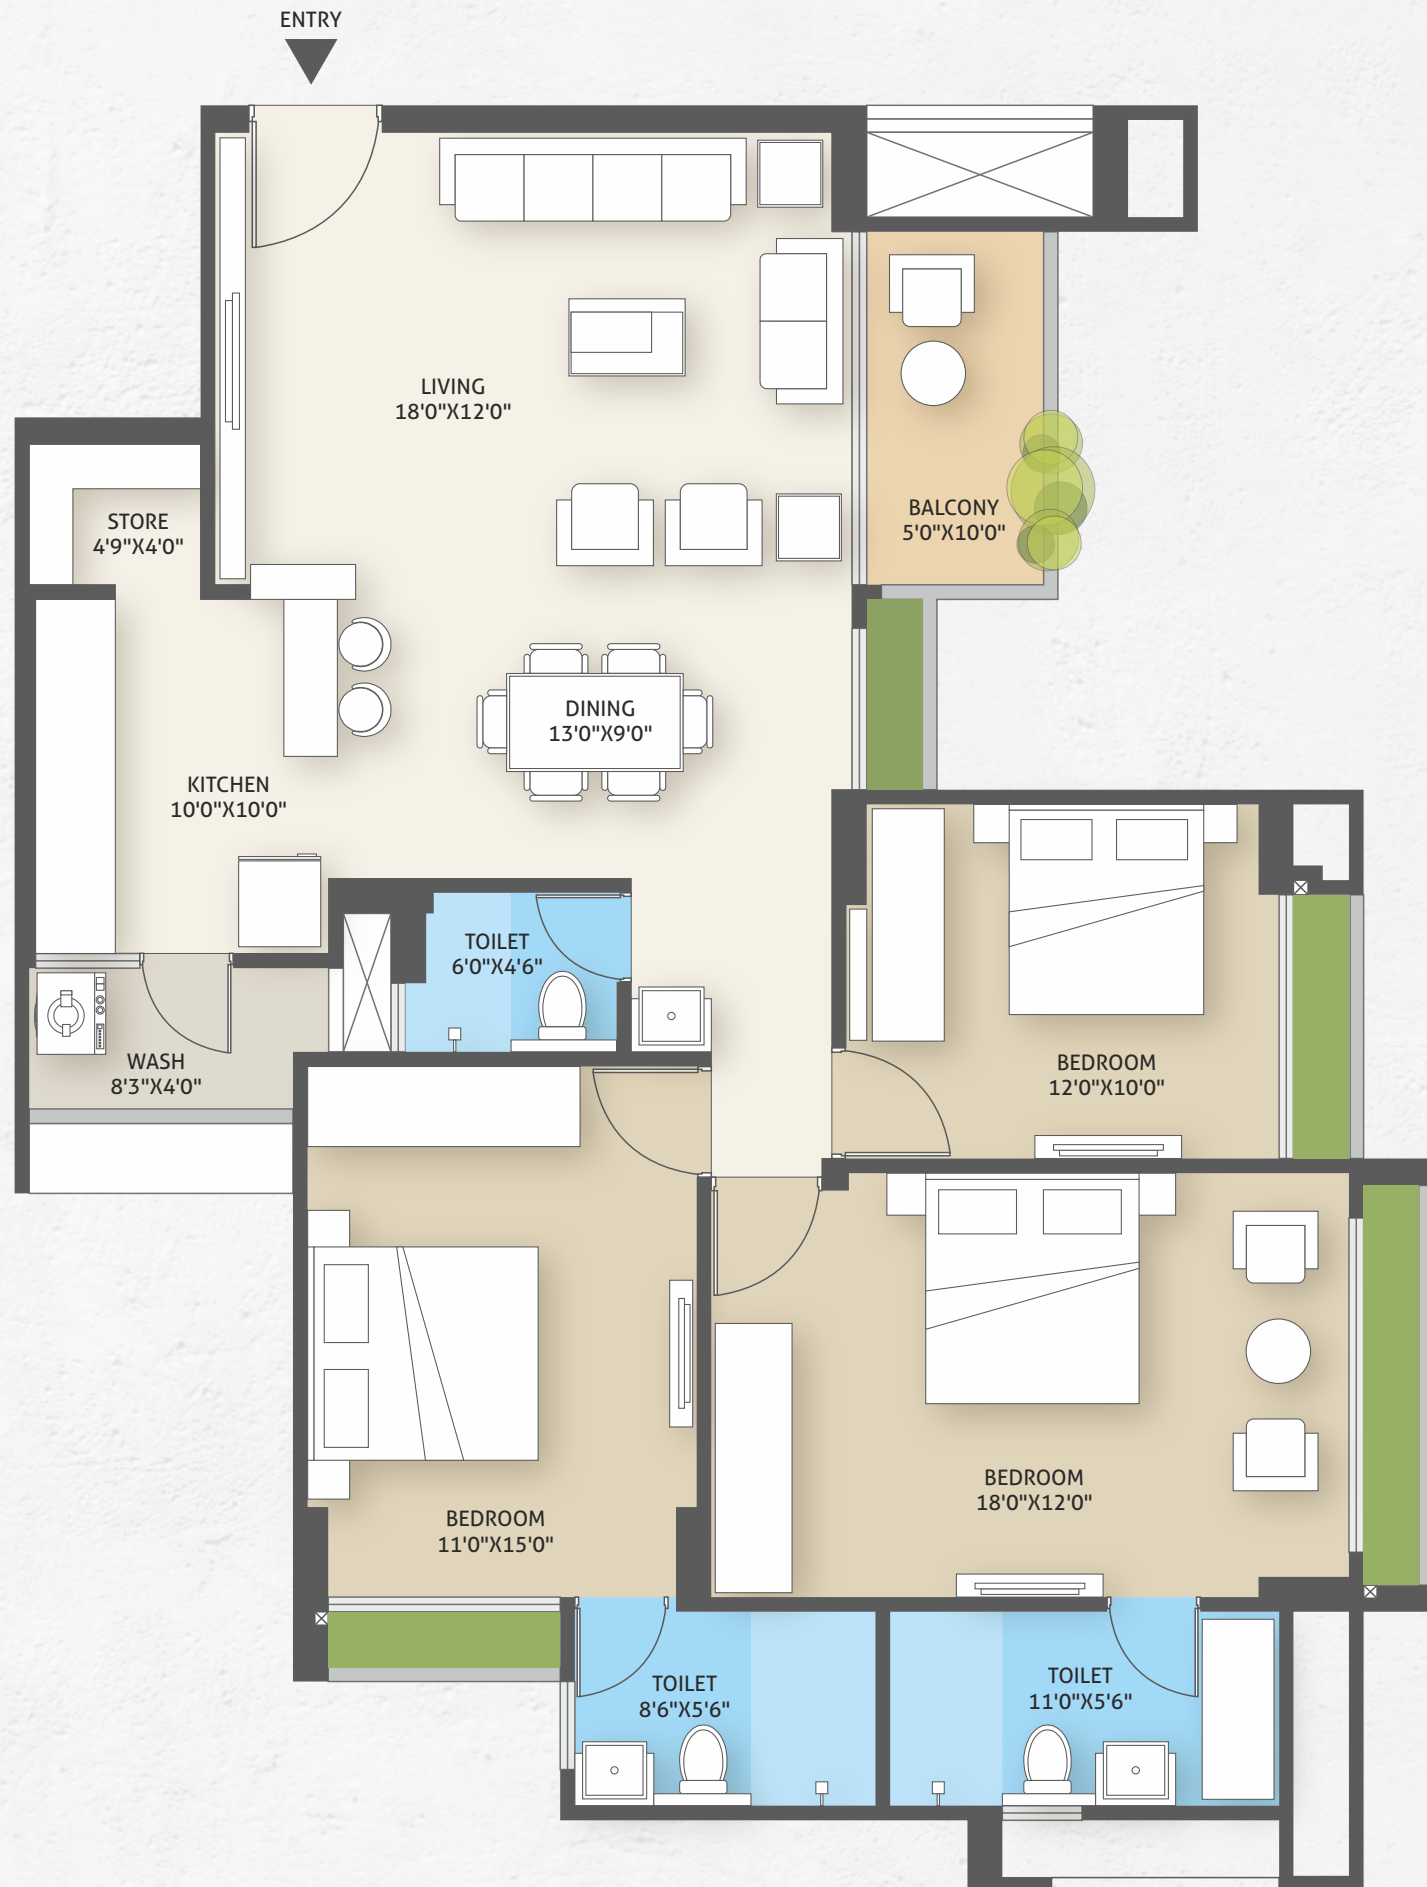 ENTRY
LIVING
18'0"X12'0"
STORE
4'9"X4'0"
BALCONY
5'0"X10'0"
DINING
13'0"X9'0"
KITCHEN
10'0"X10'0"
TOILET
6'0"X4'6"
WASH
8'3"X4'0"
BEDROOM
12'0"X10'0"
BEDROOM
18'0"X12'0"
BEDROOM
11'0"X15'0"
TOILET
8'6"X5'6"
TOILET
11'0"X5'6"